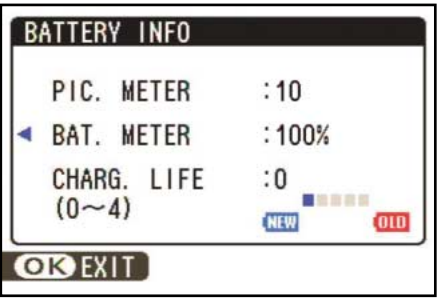 BATTERY INFO
PIC. METER :10
BAT. METER :100%
CHARG. LIFE :0
(0~4)
NEW OLD
OK EXIT